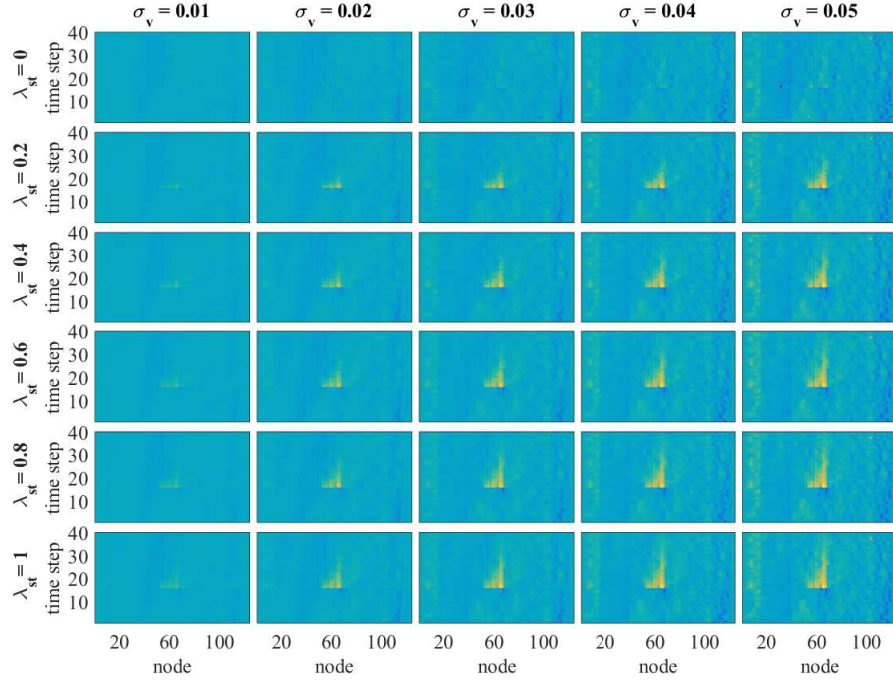 σv = 0.01 σv = 0.02 σv = 0.03 σv = 0.04 σv = 0.05
λst = 0
time step
40
30
20
10
λst = 0.2
time step
40
30
20
10
λst = 0.4
time step
40
30
20
10
λst = 0.6
time step
40
30
20
10
λst = 0.8
time step
40
30
20
10
λst = 1
time step
40
30
20
10
20 60 100 20 60 100 20 60 100 20 60 100 20 60 100
node node node node node